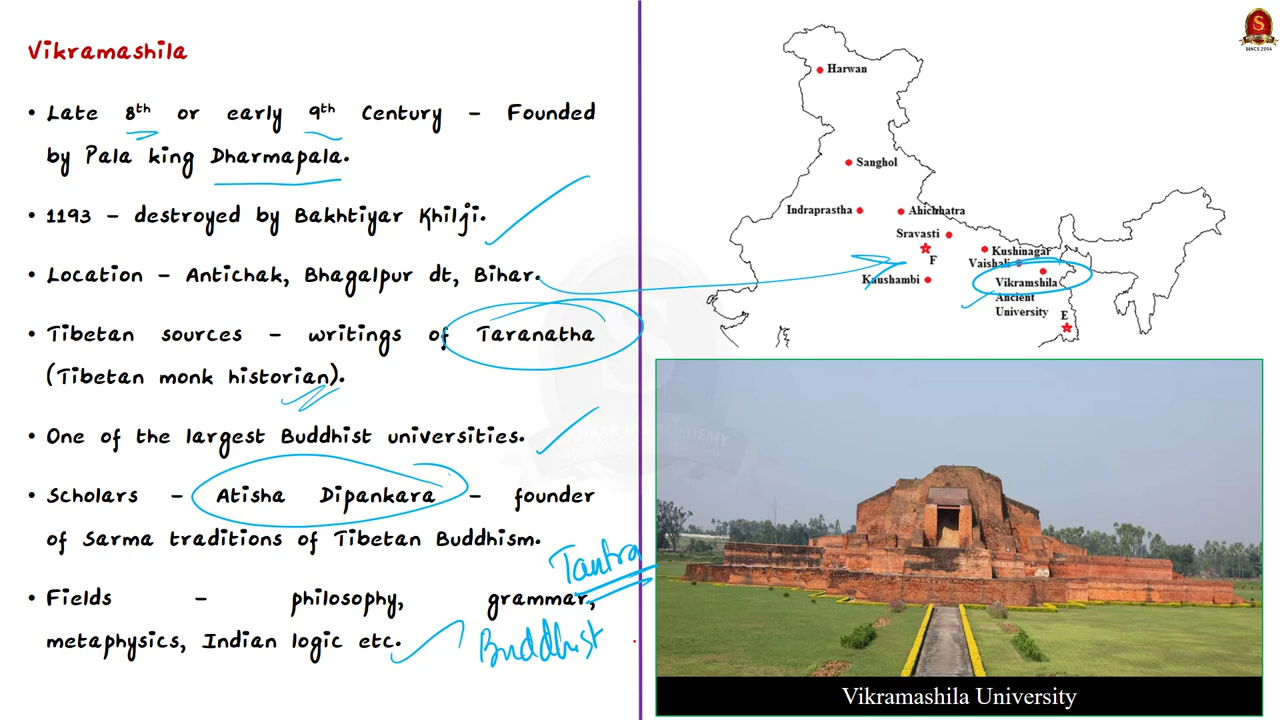 Vikramashila
• Late 8th or early 9th Century – Founded
by Pala king Dharmapala.
• 1193 – destroyed by Bakhtiyar Khilji.
• Location – Antichak, Bhagalpur dt, Bihar.
• Tibetan sources – writings of Taranatha
(Tibetan monk historian).
• One of the largest Buddhist universities.
• Scholars – Atisha Dipankara – founder
of Sarma traditions of Tibetan Buddhism.
Tantra
• Fields – philosophy, grammar,
metaphysics, Indian logic etc.
Buddhist
S
SINCE 2004
Harwan
Sanghol
Indraprastha
Ahichhatra
Sravasti
F
Kushinagar
Vaishali
Kaushambi
Vikramshila
Ancient
University
E
Vikramashila University